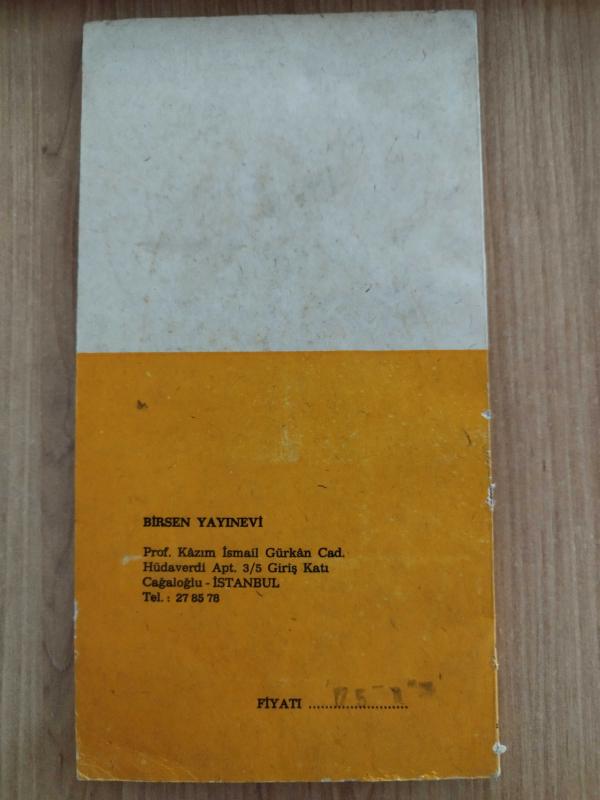 BİRSEN YAYINEVİ
Prof. Kâzım İsmail Gürkân Cad.
Hüdaverdi Apt. 3/5 Giriş Katı
Cağaloğlu - İSTANBUL
Tel. : 27 85 78
FİYATI ........................